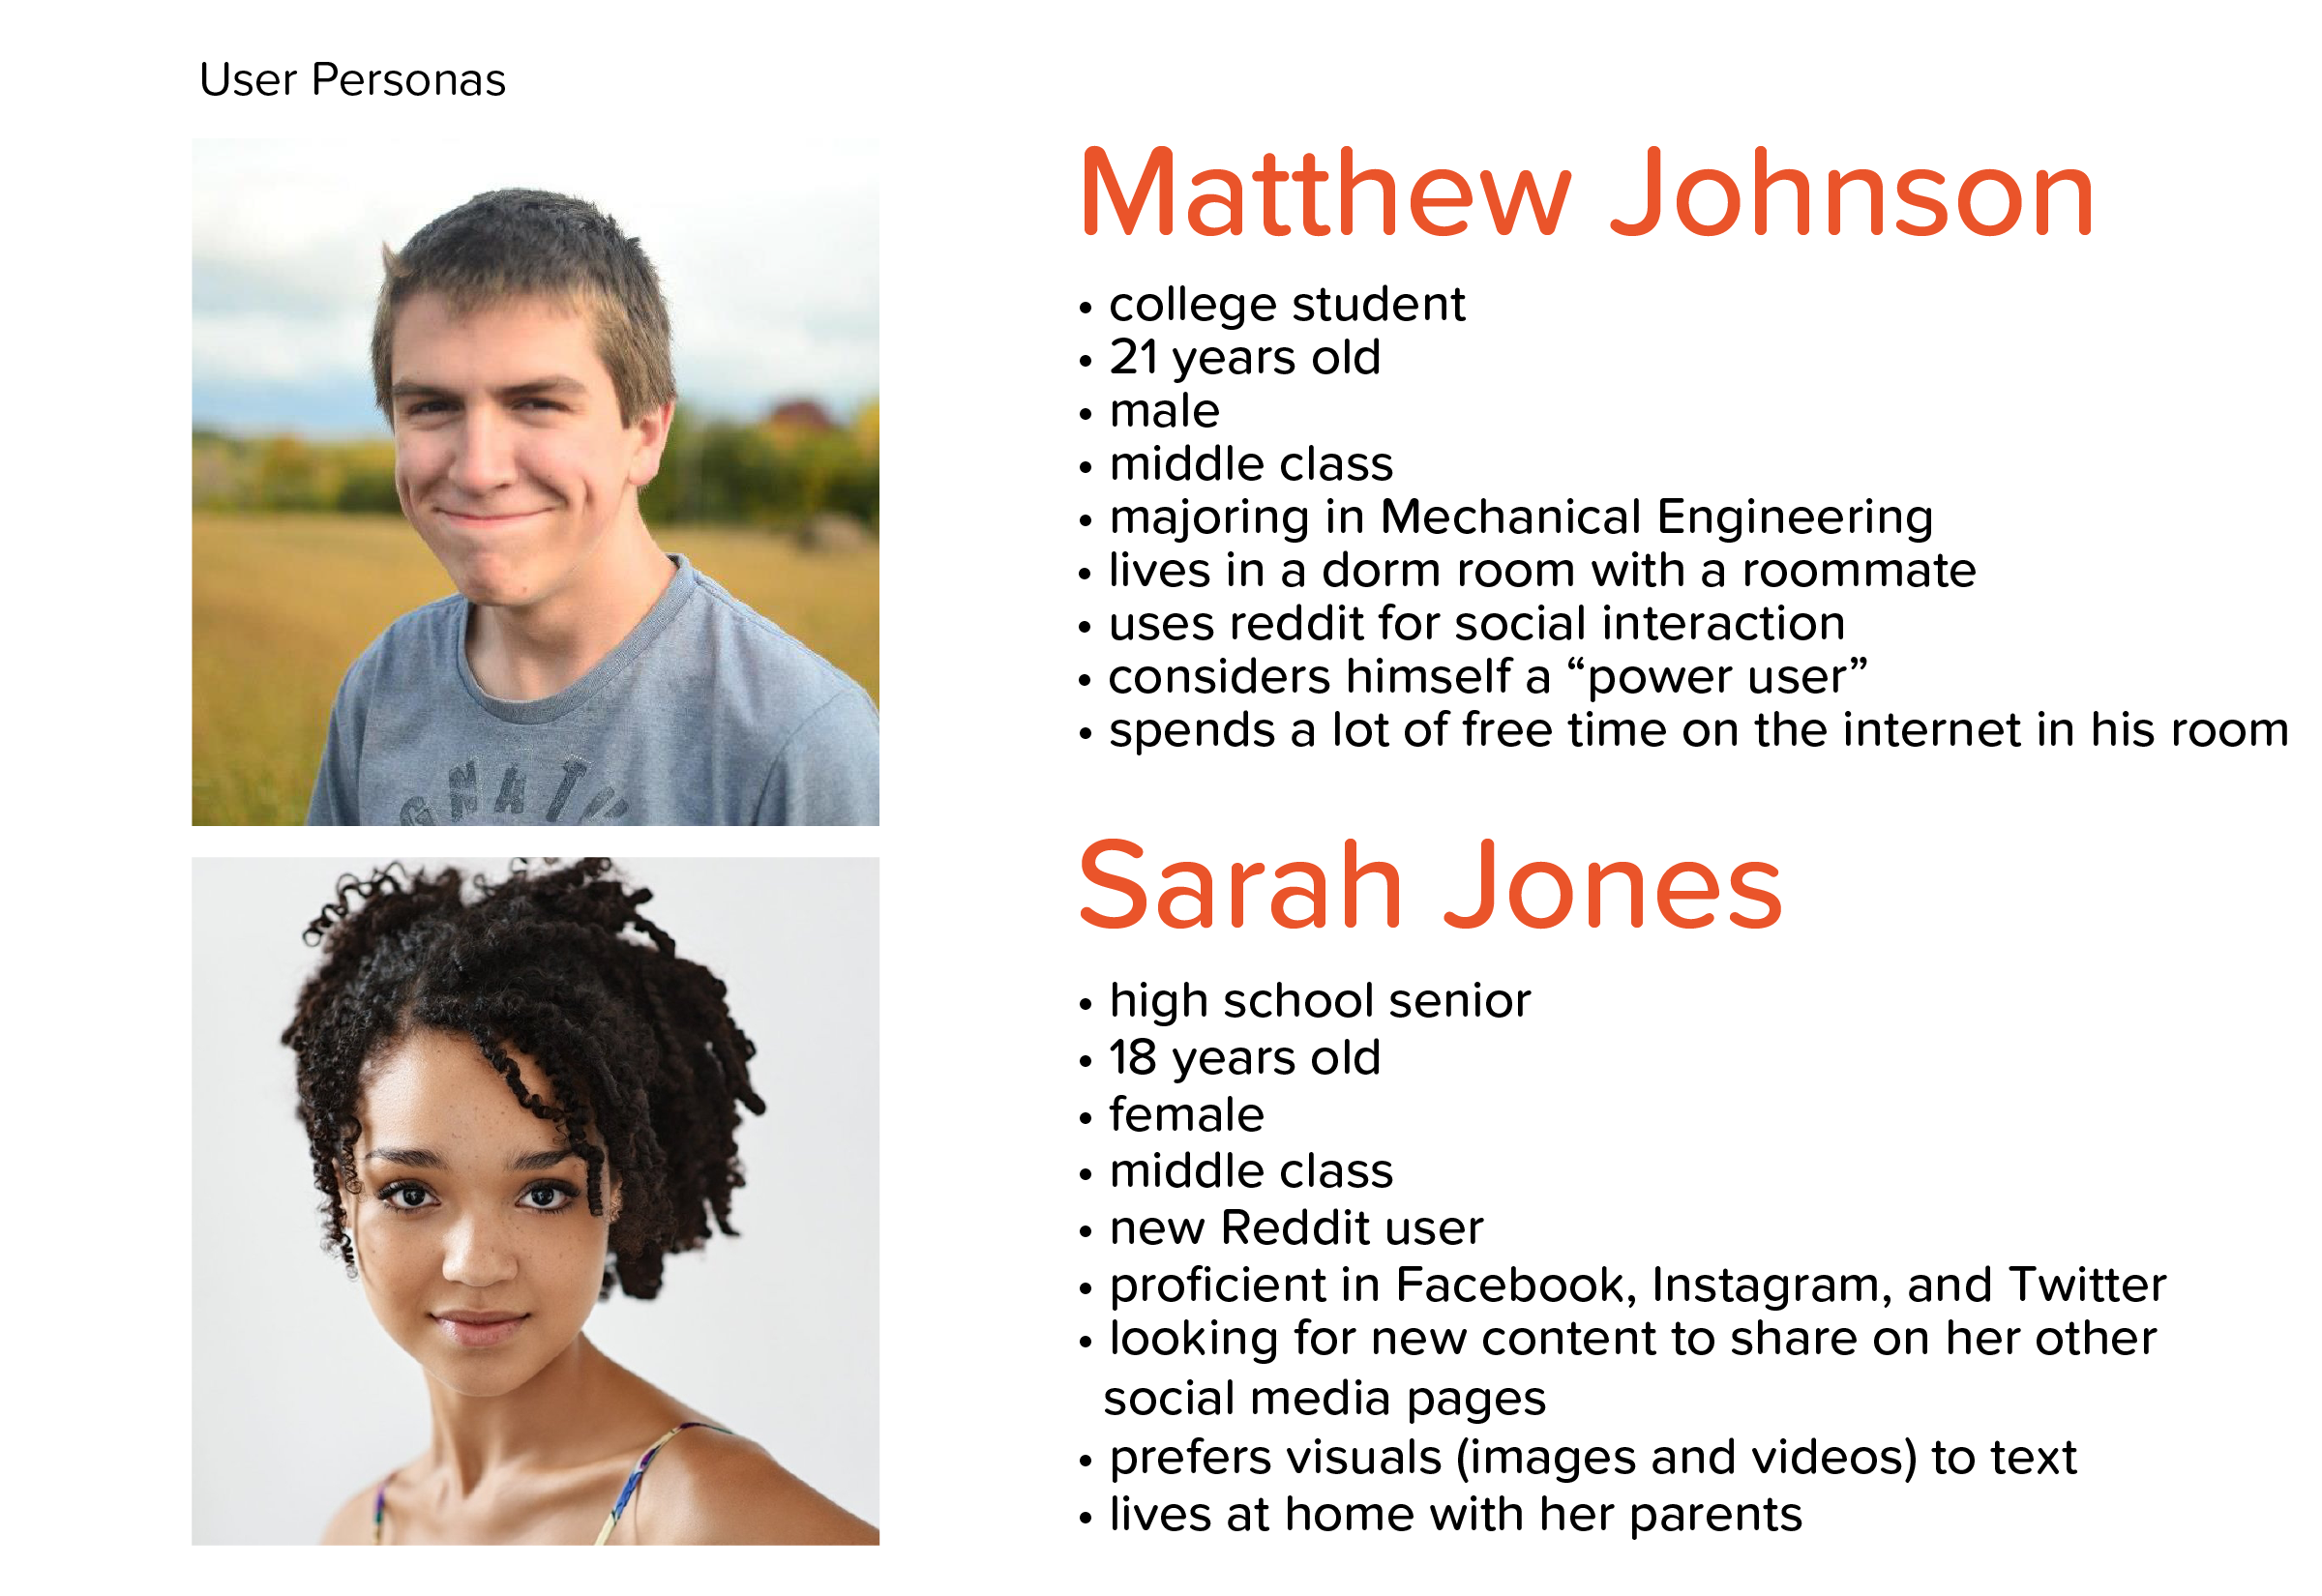 User Personas
Matthew Johnson
• college student
• 21 years old
• male
• middle class
• majoring in Mechanical Engineering
• lives in a dorm room with a roommate
• uses reddit for social interaction
• considers himself a “power user”
• spends a lot of free time on the internet in his room
Sarah Jones
• high school senior
• 18 years old
• female
• middle class
• new Reddit user
• proficient in Facebook, Instagram, and Twitter
• looking for new content to share on her other
social media pages
• prefers visuals (images and videos) to text
• lives at home with her parents